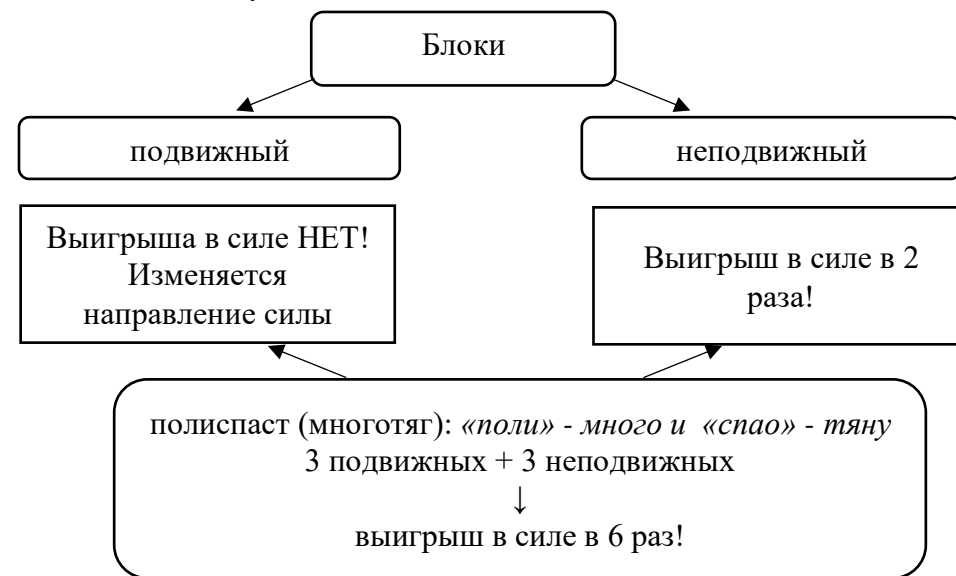 Блоки
подвижный
неподвижный
Выигрыша в силе НЕТ!
Изменяется
направление силы
Выигрыш в силе в 2
раза!
полиспаст (многотяг): «поли» - много и «спао» - тяну
3 подвижных + 3 неподвижных
↓
выигрыш в силе в 6 раз!